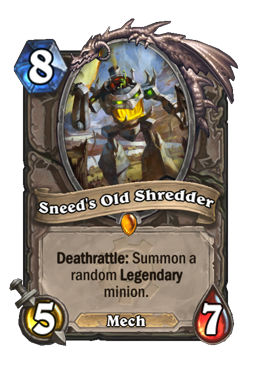 8
Sneed's Old Shredder
Deathrattle: Summon a
random Legendary
minion.
5
Mech
7